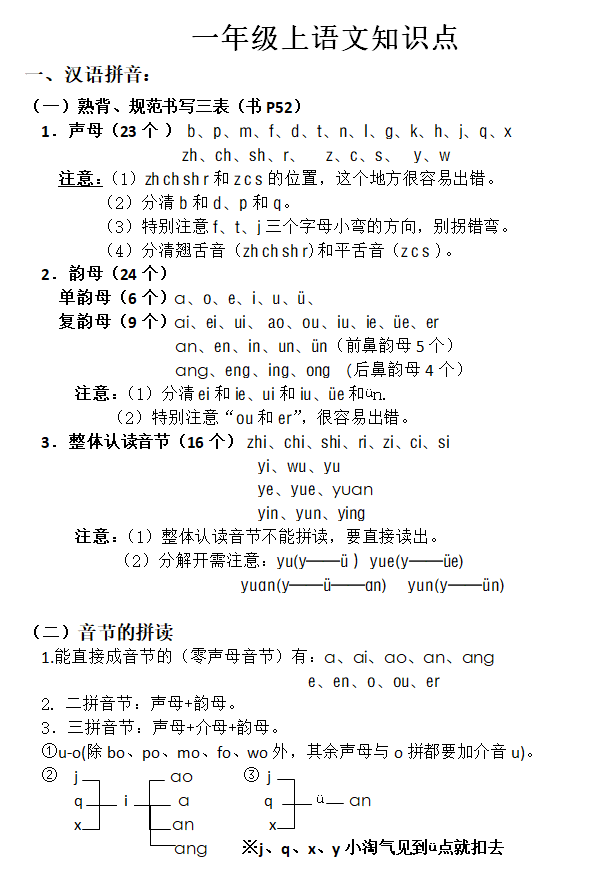 一年级上语文知识点
一、汉语拼音：
（一）熟背、规范书写三表（书 P52）
1．声母（23 个 ） b、p、m、f、d、t、n、l、g、k、h、j、q、x
zh、ch、sh、r、 z、c、s、 y、w
注意:（1）zh ch sh r 和 z c s 的位置，这个地方很容易出错。
（2）分清 b 和 d、p 和 q。
（3）特别注意 f、t、j 三个字母小弯的方向，别拐错弯。
（4）分清翘舌音（zh ch sh r)和平舌音（z c s ）。
2．韵母（24 个）
单韵母（6 个）a、o、e、i、u、ü、
复韵母（9 个）ai、ei、ui、 ao、ou、iu、ie、üe、er
an、en、in、un、ün（前鼻韵母 5 个）
ang、eng、ing、ong （后鼻韵母 4 个）
注意:（1）分清 ei 和 ie、ui 和 iu、üe 和ün.
（2）特别注意“ou 和 er”，很容易出错。
3．整体认读音节（16 个） zhi、chi、shi、ri、zi、ci、si
yi、wu、yu
ye、yue、yuan
yin、yun、ying
注意:（1）整体认读音节不能拼读，要直接读出。
（2）分解开需注意：yu(y——ü ) yue(y——üe)
yuan(y——ü——an) yun(y——ün)
（二）音节的拼读
1.能直接成音节的（零声母音节）有：a、ai、ao、an、ang
e、en、o、ou、er
2. 二拼音节：声母+韵母。
3. 三拼音节：声母+介母+韵母。
①u-o(除 bo、po、mo、fo、wo 外，其余声母与 o 拼都要加介音 u)。
② j ao ③ j
q i a q ü an
x an x
ang ※j、q、x、y 小淘气见到ü点就扣去